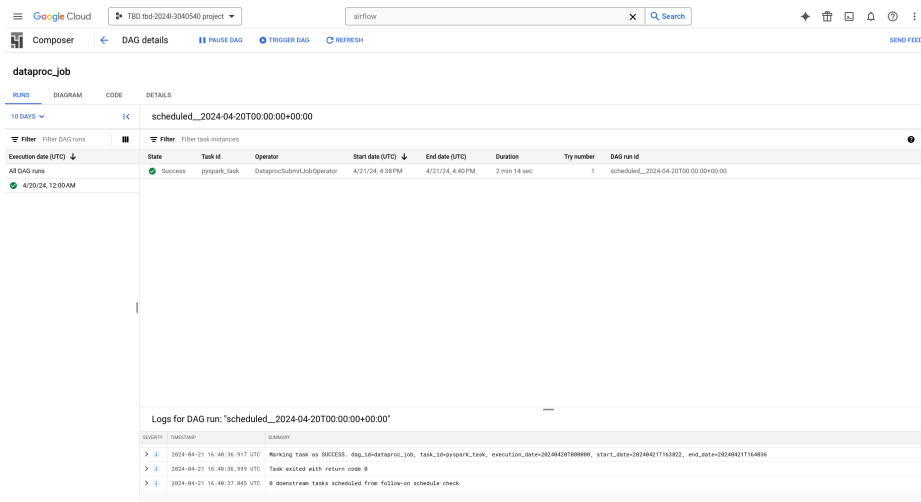 Google Cloud
TBD tbd-2024l-3040540 project
airflow
Search
Composer
DAG details
PAUSE DAG
TRIGGER DAG
REFRESH
SEND FEED
dataproc_job
RUNS DIAGRAM CODE DETAILS
10 DAYS
scheduled__2024-04-20T00:00:00+00:00
Filter Filter DAG runs
Filter Filter task instances
Execution date (UTC)
State Task id Operator Start date (UTC) End date (UTC) Duration Try number DAG run id
All DAG runs
Success pyspark_task DataprocSubmitJobOperator 4/21/24, 4:38 PM 4/21/24, 4:40 PM 2 min 14 sec 1 scheduled__2024-04-20T00:00:00+00:00
4/20/24, 12:00 AM
Logs for DAG run: "scheduled__2024-04-20T00:00:00+00:00"
SEVERITY TIMESTAMP SUMMARY
2024-04-21 16:40:36.917 UTC Marking task as SUCCESS. dag_id=dataproc_job, task_id=pyspark_task, execution_date=20240420T000000, start_date=20240421T163822, end_date=20240421T164036
2024-04-21 16:40:36.999 UTC Task exited with return code 0
2024-04-21 16:40:37.045 UTC 0 downstream tasks scheduled from follow-on schedule check